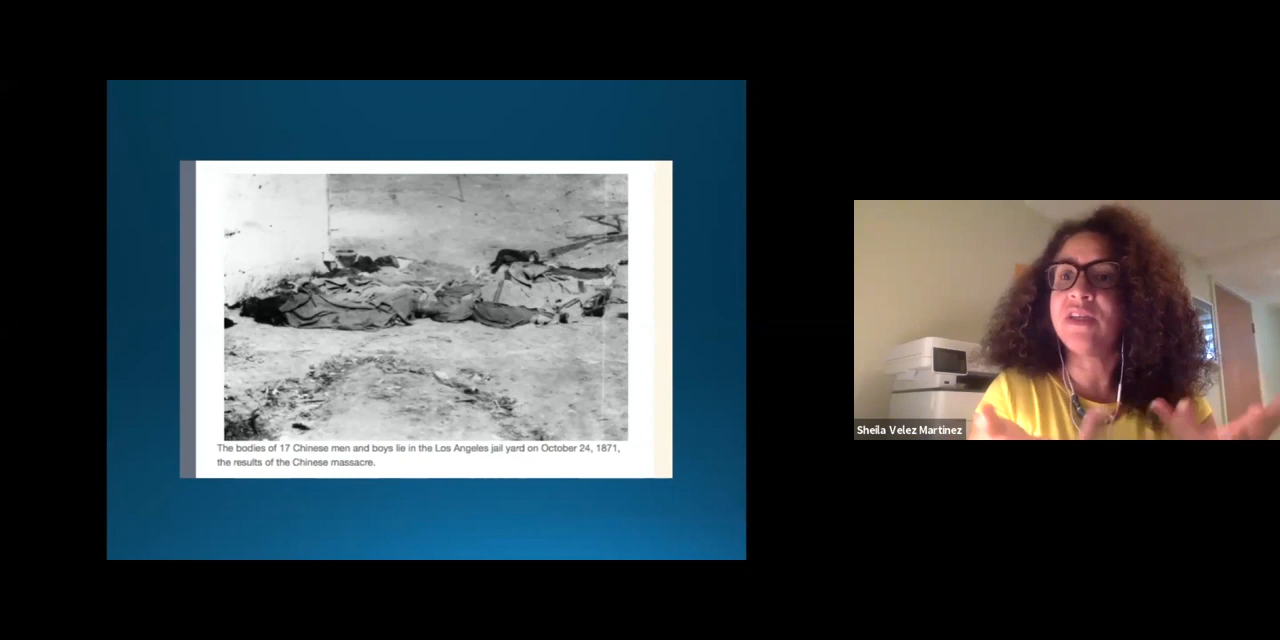 The bodies of 17 Chinese men and boys lie in the Los Angeles jail yard on October 24, 1871,
the results of the Chinese massacre.
Sheila Velez Martinez